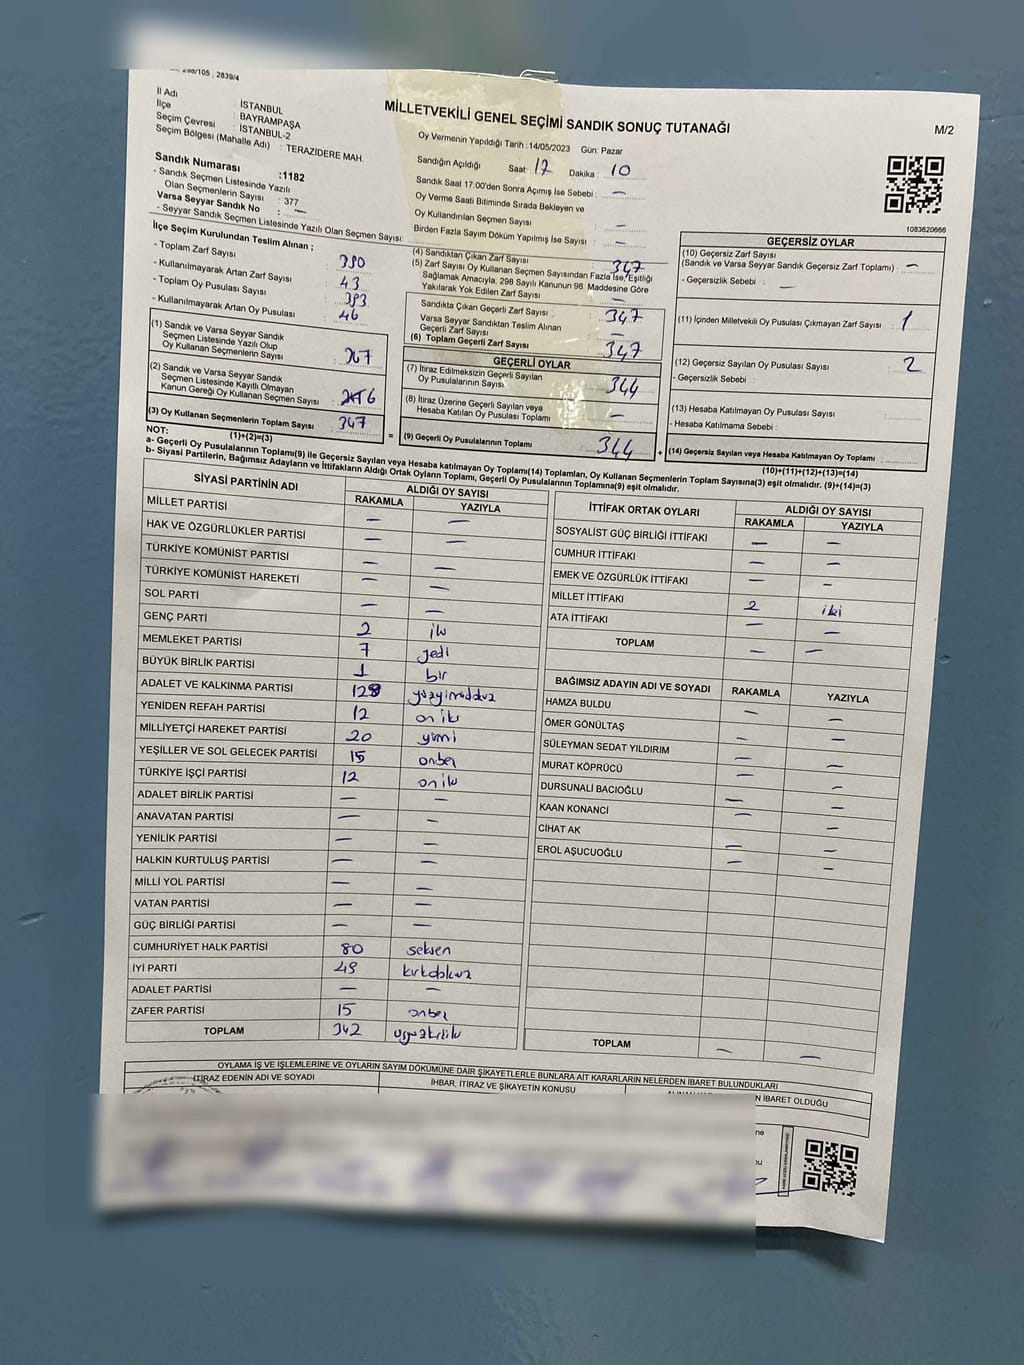 298/105 , 2839/4
MİLLETVEKİLİ GENEL SEÇİMİ SANDIK SONUÇ TUTANAĞI
M/2
İl Adı : İSTANBUL
İlçe : BAYRAMPAŞA
Seçim Çevresi : İSTANBUL-2
Seçim Bölgesi (Mahalle Adı) : TERAZİDERE MAH.
Sandık Numarası :1182
- Sandık Seçmen Listesinde Yazılı
Olan Seçmenlerin Sayısı : 377
Varsa Seyyar Sandık No : —
- Seyyar Sandık Seçmen Listesinde Yazılı Olan Seçmen Sayısı:
Oy Vermenin Yapıldığı Tarih :14/05/2023 Gün: Pazar
Sandığın Açıldığı Saat: 17 Dakika : 10
Sandık Saat 17:00'den Sonra Açımış İse Sebebi : —
Oy Verme Saati Bitiminde Sırada Bekleyen ve
Oy Kullandırılan Seçmen Sayısı : —
Birden Fazla Sayım Döküm Yapılmış İse Sayısı : —
1083620666
İlçe Seçim Kurulundan Teslim Alınan ;
- Toplam Zarf Sayısı : 390
- Kullanılmayarak Artan Zarf Sayısı : 43
- Toplam Oy Pusulası Sayısı : 393
- Kullanılmayarak Artan Oy Pusulası : 46
(1) Sandık ve Varsa Seyyar Sandık
Seçmen Listesinde Yazılı Olup
Oy Kullanan Seçmenlerin Sayısı :
(2) Sandık ve Varsa Seyyar Sandık
Seçmen Listesinde Kayıtlı Olmayan
Kanun Gereği Oy Kullanan Seçmen Sayısı :
(3) Oy Kullanan Seçmenlerin Toplam Sayısı : 347
(1)+(2)=(3)
(4) Sandıktan Çıkan Zarf Sayısı : 347
(5) Zarf Sayısı Oy Kullanan Seçmen Sayısından Fazla İse, Eşitliği
Sağlamak Amacıyla, 298 Sayılı Kanunun 98. Maddesine Göre
Yakılarak Yok Edilen Zarf Sayısı : —
Sandıkta Çıkan Geçerli Zarf Sayısı : 347
Varsa Seyyar Sandıktan Teslim Alınan
Geçerli Zarf Sayısı : —
(6) Toplam Geçerli Zarf Sayısı : 347
GEÇERLİ OYLAR
(7) İtiraz Edilmeksizin Geçerli Sayılan
Oy Pusulalarının Sayısı : 344
(8) İtiraz Üzerine Geçerli Sayılan veya
Hesaba Katılan Oy Pusulası Toplamı : —
= (9) Geçerli Oy Pusulalarının Toplamı : 344
GEÇERSİZ OYLAR
(10) Geçersiz Zarf Sayısı
(Sandık ve Varsa Seyyar Sandık Geçersiz Zarf Toplamı) : —
- Geçersizlik Sebebi : —
(11) İçinden Milletvekili Oy Pusulası Çıkmayan Zarf Sayısı : 1
(12) Geçersiz Sayılan Oy Pusulası Sayısı : 2
- Geçersizlik Sebebi :
(13) Hesaba Katılmayan Oy Pusulası Sayısı :
- Hesaba Katılmama Sebebi :
+ (14) Geçersiz Sayılan veya Hesaba Katılmayan Oy Toplamı :
(10)+(11)+(12)+(13)=(14)
NOT:
a- Geçerli Oy Pusulalarının Toplamı(9) ile Geçersiz Sayılan veya Hesaba katılmayan Oy Toplamı(14) Toplamları, Oy Kullanan Seçmenlerin Toplam Sayısına(3) eşit olmalıdır. (9)+(14)=(3)
b- Siyasi Partilerin, Bağımsız Adayların ve İttifakların Aldığı Ortak Oyların Toplamı, Geçerli Oy Pusulalarının Toplamına(9) eşit olmalıdır.
SİYASİ PARTİNİN ADI ALDIĞI OY SAYISI
RAKAMLA YAZIYLA
MİLLET PARTİSİ — —
HAK VE ÖZGÜRLÜKLER PARTİSİ — —
TÜRKİYE KOMÜNİST PARTİSİ — —
TÜRKİYE KOMÜNİST HAREKETİ — —
SOL PARTİ — —
GENÇ PARTİ 2 iki
MEMLEKET PARTİSİ 7 yedi
BÜYÜK BİRLİK PARTİSİ 1 bir
ADALET VE KALKINMA PARTİSİ
YENİDEN REFAH PARTİSİ 12 on iki
MİLLİYETÇİ HAREKET PARTİSİ 20 yirmi
YEŞİLLER VE SOL GELECEK PARTİSİ 15 onbeş
TÜRKİYE İŞÇİ PARTİSİ 12 on iki
ADALET BİRLİK PARTİSİ — —
ANAVATAN PARTİSİ — —
YENİLİK PARTİSİ — —
HALKIN KURTULUŞ PARTİSİ — —
MİLLİ YOL PARTİSİ — —
VATAN PARTİSİ — —
GÜÇ BİRLİĞİ PARTİSİ — —
CUMHURİYET HALK PARTİSİ 80 seksen
İYİ PARTİ 49 kırkdokuz
ADALET PARTİSİ — —
ZAFER PARTİSİ 15 onbeş
TOPLAM 342 üçyüzkırkiki
İTTİFAK ORTAK OYLARI ALDIĞI OY SAYISI
RAKAMLA YAZIYLA
SOSYALİST GÜÇ BİRLİĞİ İTTİFAKI — —
CUMHUR İTTİFAKI — —
EMEK VE ÖZGÜRLÜK İTTİFAKI — —
MİLLET İTTİFAKI 2 iki
ATA İTTİFAKI — —
TOPLAM — —
BAĞIMSIZ ADAYIN ADI VE SOYADI RAKAMLA YAZIYLA
HAMZA BULDU — —
ÖMER GÖNÜLTAŞ — —
SÜLEYMAN SEDAT YILDIRIM — —
MURAT KÖPRÜCÜ — —
DURSUNALİ BACIOĞLU — —
KAAN KONANCİ — —
CİHAT AK — —
EROL AŞUCUOĞLU — —
TOPLAM — —
OYLAMA İŞ VE İŞLEMLERİNE VE OYLARIN SAYIM DÖKÜMÜNE DAİR ŞİKAYETLERLE BUNLARA AİT KARARLARIN NELERDEN İBARET BULUNDUKLARI
İTİRAZ EDENİN ADI VE SOYADI İHBAR, İTİRAZ VE ŞİKAYETİN KONUSU N İBARET OLDUĞU